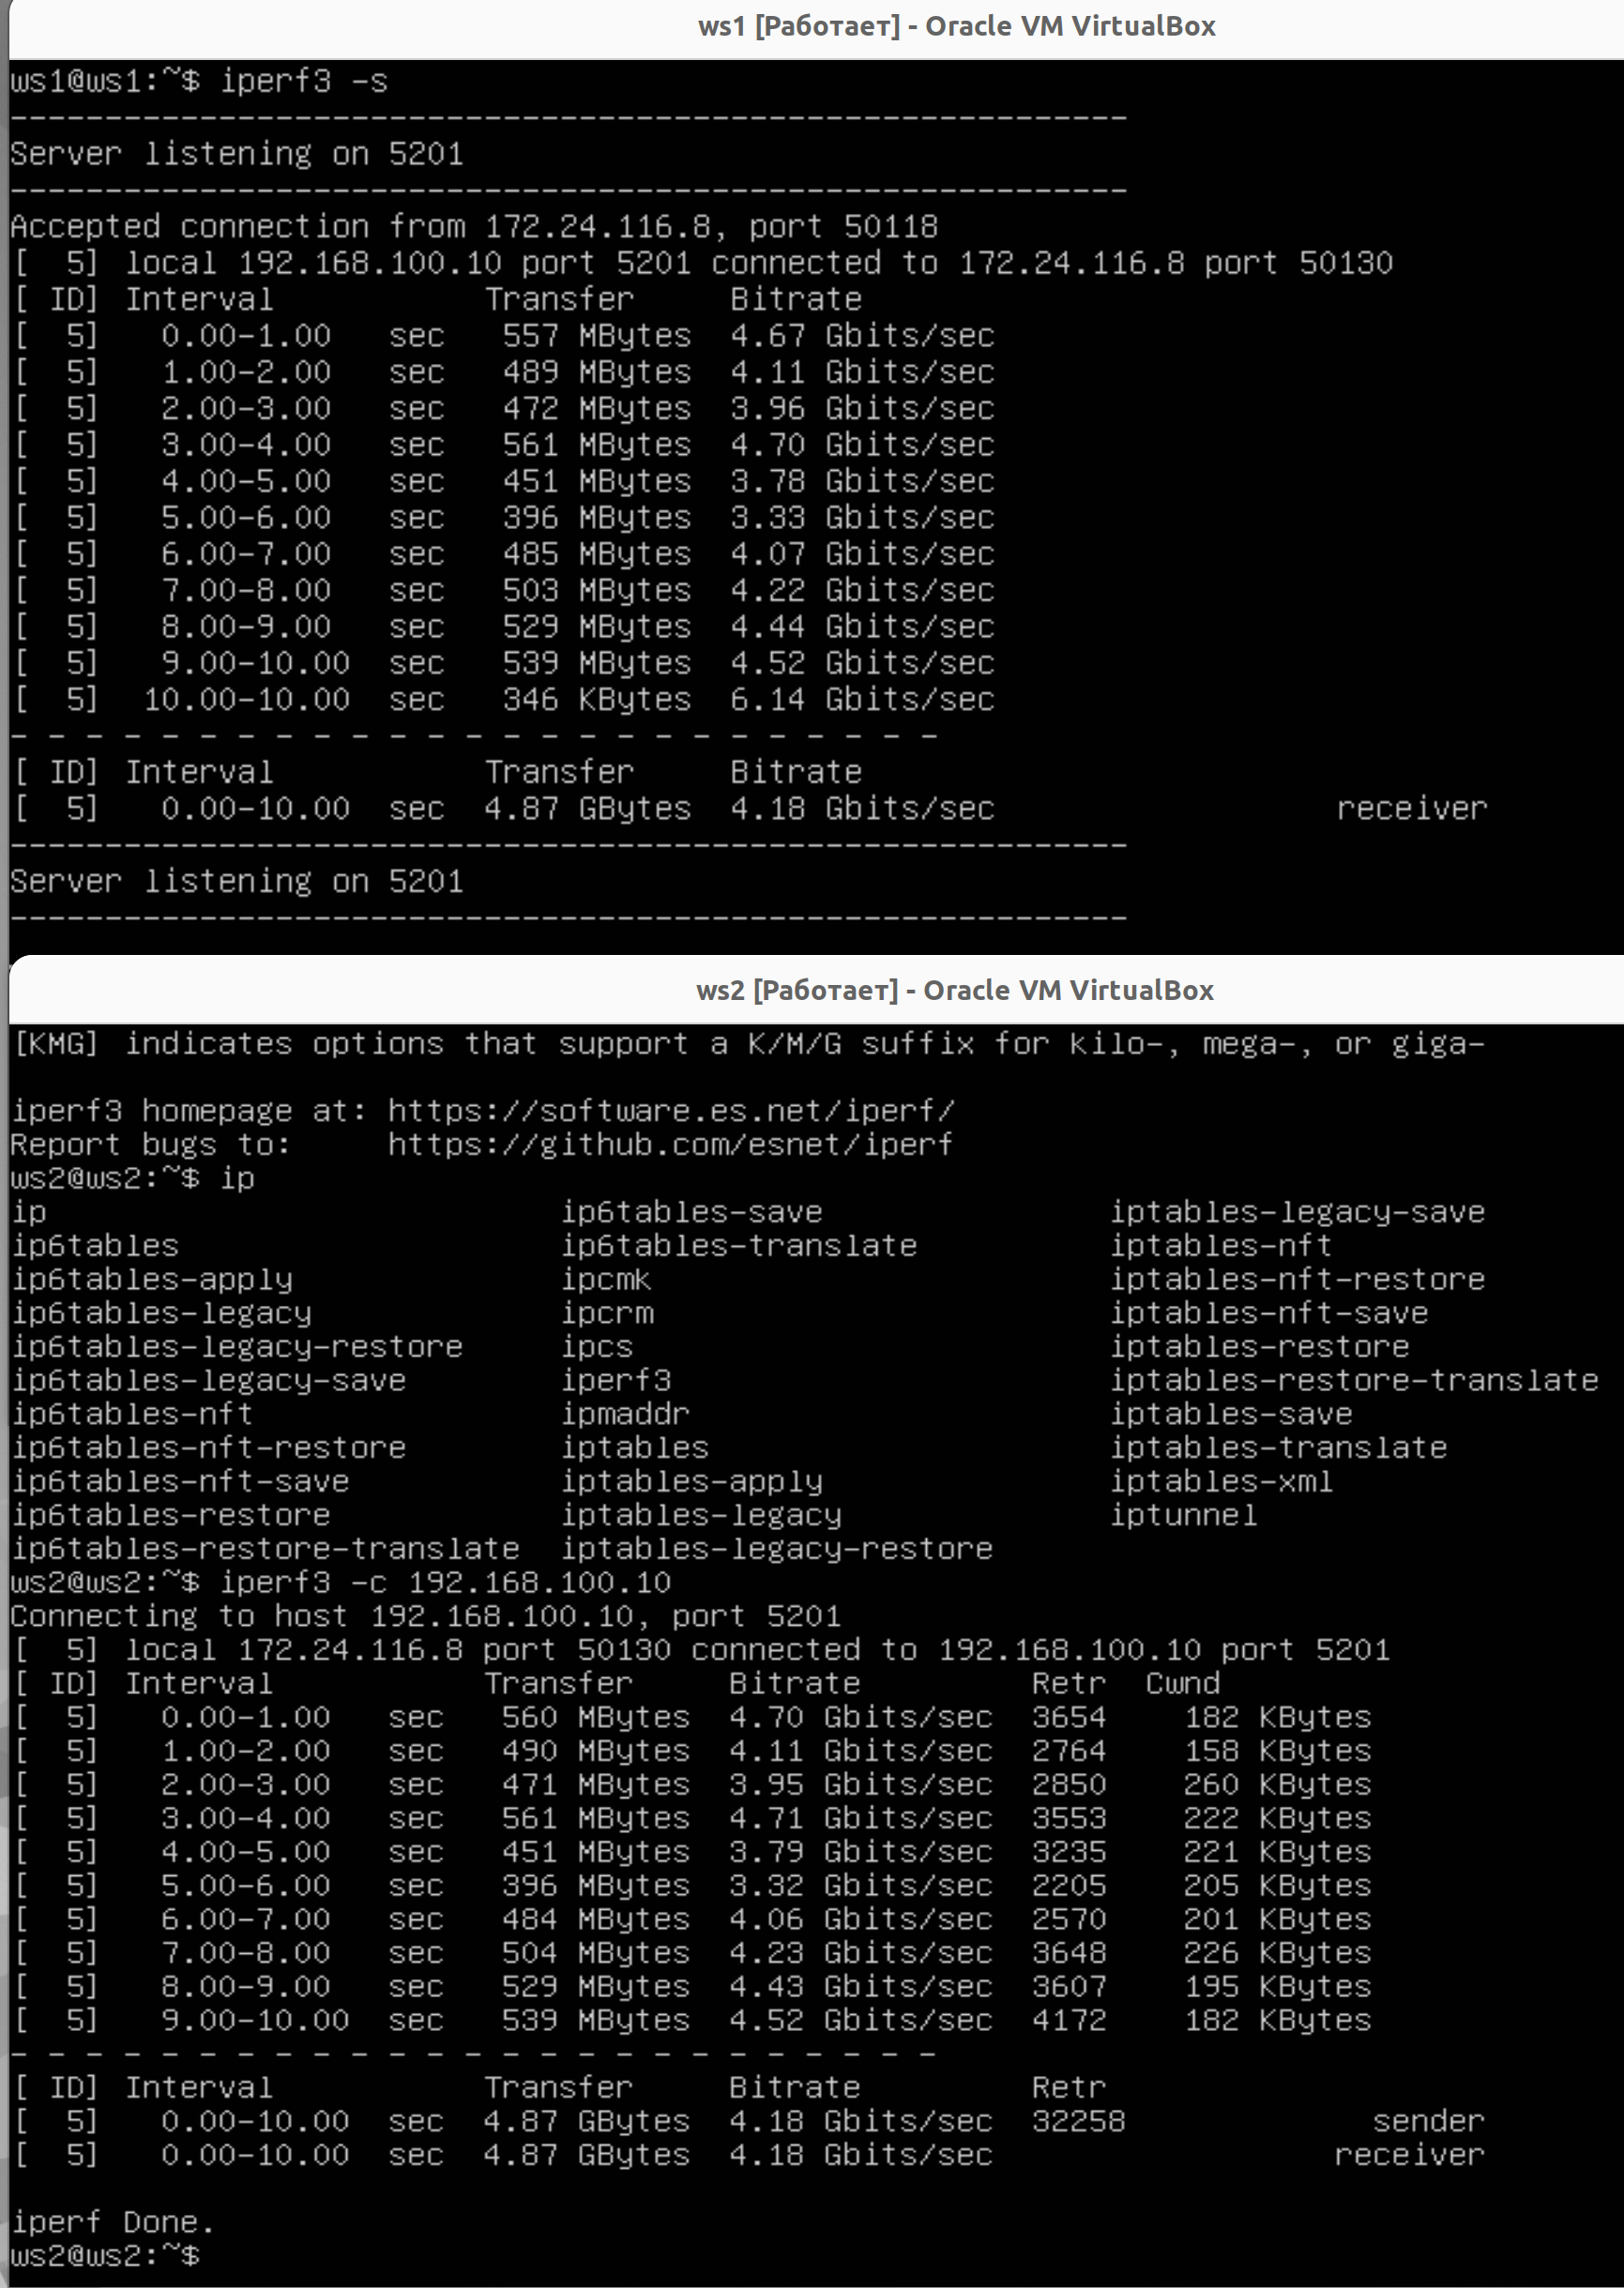 ws1 [Работает] - Oracle VM VirtualBox
ws1@ws1:~$ iperf3 -s
-----------------------------------------------------------
Server listening on 5201
-----------------------------------------------------------
Accepted connection from 172.24.116.8, port 50118
[  5] local 192.168.100.10 port 5201 connected to 172.24.116.8 port 50130
[ ID] Interval           Transfer     Bitrate
[  5]   0.00-1.00   sec   557 MBytes  4.67 Gbits/sec
[  5]   1.00-2.00   sec   489 MBytes  4.11 Gbits/sec
[  5]   2.00-3.00   sec   472 MBytes  3.96 Gbits/sec
[  5]   3.00-4.00   sec   561 MBytes  4.70 Gbits/sec
[  5]   4.00-5.00   sec   451 MBytes  3.78 Gbits/sec
[  5]   5.00-6.00   sec   396 MBytes  3.33 Gbits/sec
[  5]   6.00-7.00   sec   485 MBytes  4.07 Gbits/sec
[  5]   7.00-8.00   sec   503 MBytes  4.22 Gbits/sec
[  5]   8.00-9.00   sec   529 MBytes  4.44 Gbits/sec
[  5]   9.00-10.00  sec   539 MBytes  4.52 Gbits/sec
[  5]  10.00-10.00  sec   346 KBytes  6.14 Gbits/sec
- - - - - - - - - - - - - - - - - - - - - - - - -
[ ID] Interval           Transfer     Bitrate
[  5]   0.00-10.00  sec  4.87 GBytes  4.18 Gbits/sec                  receiver
-----------------------------------------------------------
Server listening on 5201
-----------------------------------------------------------
ws2 [Работает] - Oracle VM VirtualBox
[KMG] indicates options that support a K/M/G suffix for kilo-, mega-, or giga-
iperf3 homepage at: https://software.es.net/iperf/
Report bugs to:     https://github.com/esnet/iperf
ws2@ws2:~$ ip
ip                           ip6tables-save               iptables-legacy-save
ip6tables                    ip6tables-translate          iptables-nft
ip6tables-apply              ipcmk                        iptables-nft-restore
ip6tables-legacy             ipcrm                        iptables-nft-save
ip6tables-legacy-restore     ipcs                         iptables-restore
ip6tables-legacy-save        iperf3                       iptables-restore-translate
ip6tables-nft                ipmaddr                      iptables-save
ip6tables-nft-restore        iptables                     iptables-translate
ip6tables-nft-save           iptables-apply               iptables-xml
ip6tables-restore            iptables-legacy              iptunnel
ip6tables-restore-translate  iptables-legacy-restore
ws2@ws2:~$ iperf3 -c 192.168.100.10
Connecting to host 192.168.100.10, port 5201
[  5] local 172.24.116.8 port 50130 connected to 192.168.100.10 port 5201
[ ID] Interval           Transfer     Bitrate         Retr  Cwnd
[  5]   0.00-1.00   sec   560 MBytes  4.70 Gbits/sec  3654    182 KBytes
[  5]   1.00-2.00   sec   490 MBytes  4.11 Gbits/sec  2764    158 KBytes
[  5]   2.00-3.00   sec   471 MBytes  3.95 Gbits/sec  2850    260 KBytes
[  5]   3.00-4.00   sec   561 MBytes  4.71 Gbits/sec  3553    222 KBytes
[  5]   4.00-5.00   sec   451 MBytes  3.79 Gbits/sec  3235    221 KBytes
[  5]   5.00-6.00   sec   396 MBytes  3.32 Gbits/sec  2205    205 KBytes
[  5]   6.00-7.00   sec   484 MBytes  4.06 Gbits/sec  2570    201 KBytes
[  5]   7.00-8.00   sec   504 MBytes  4.23 Gbits/sec  3648    226 KBytes
[  5]   8.00-9.00   sec   529 MBytes  4.43 Gbits/sec  3607    195 KBytes
[  5]   9.00-10.00  sec   539 MBytes  4.52 Gbits/sec  4172    182 KBytes
- - - - - - - - - - - - - - - - - - - - - - - - -
[ ID] Interval           Transfer     Bitrate         Retr
[  5]   0.00-10.00  sec  4.87 GBytes  4.18 Gbits/sec  32258             sender
[  5]   0.00-10.00  sec  4.87 GBytes  4.18 Gbits/sec                  receiver
iperf Done.
ws2@ws2:~$